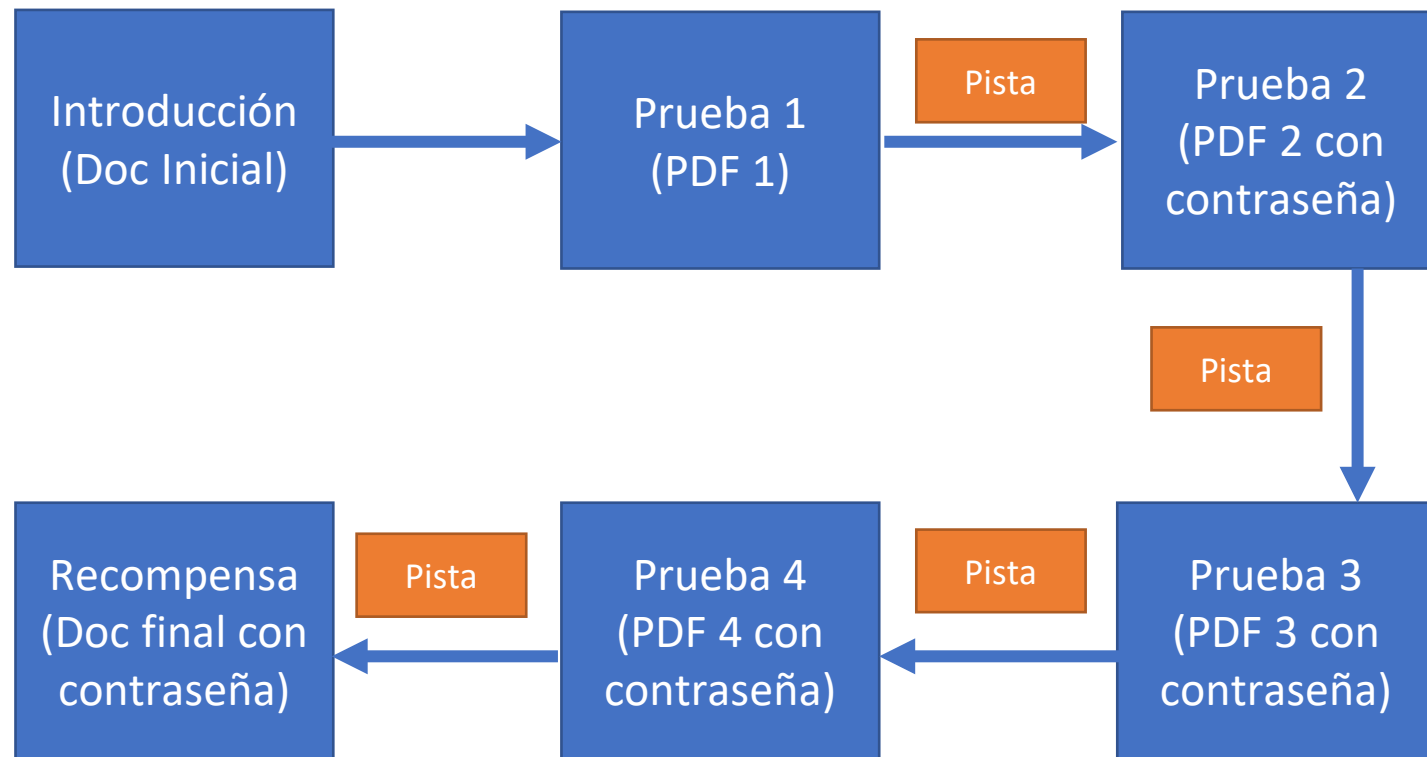 Introducción
(Doc Inicial)
Prueba 1
(PDF 1)
Pista
Prueba 2
(PDF 2 con
contraseña)
Pista
Prueba 3
(PDF 3 con
contraseña)
Pista
Prueba 4
(PDF 4 con
contraseña)
Pista
Recompensa
(Doc final con
contraseña)